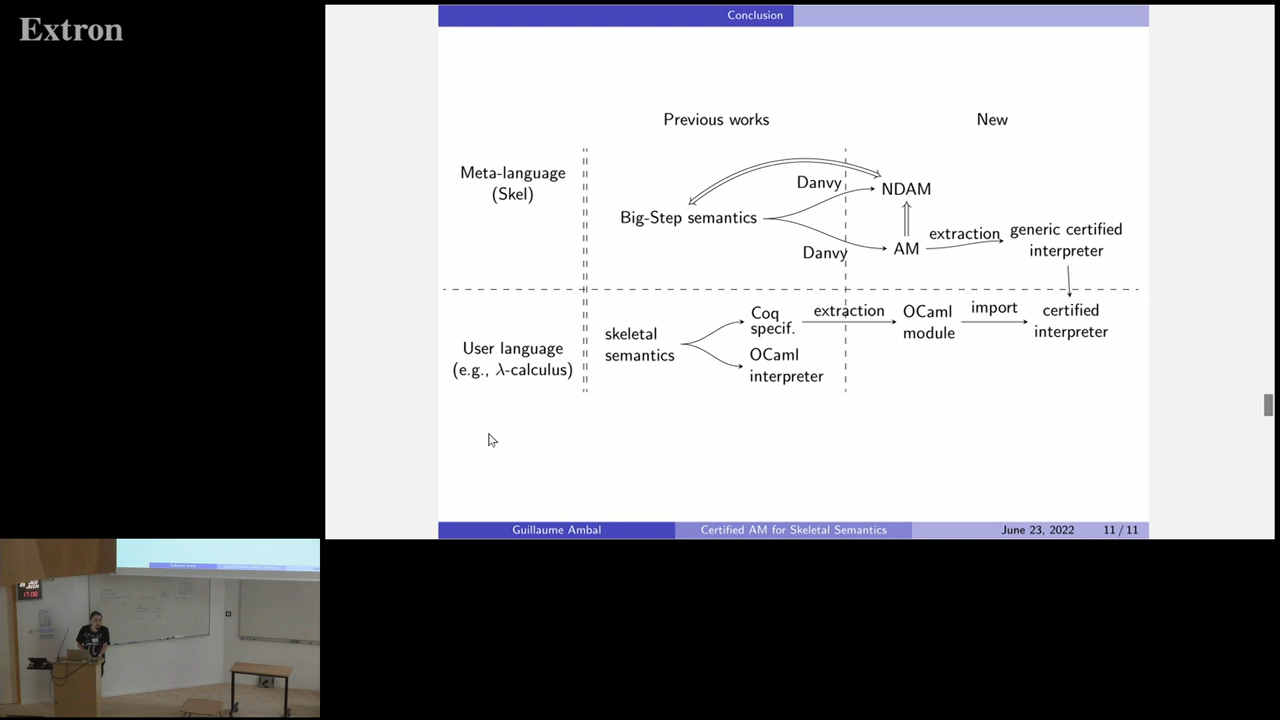 Extron
Conclusion
Previous works
New
Meta-language
(Skel)
Danvy
NDAM
Big-Step semantics
Danvy
AM
extraction
generic certified
interpreter
User language
(e.g., λ-calculus)
skeletal
semantics
Coq
specif.
extraction
OCaml
module
import
certified
interpreter
OCaml
interpreter
Guillaume Ambal
Certified AM for Skeletal Semantics
June 23, 2022
11 / 11
17:08